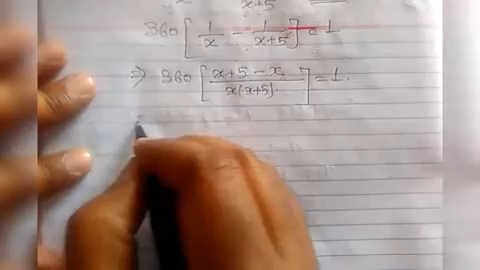 x x+5
360 [ 1/x - 1/(x+5) ] = 1
⇒ 360 [ (x+5-x)/(x(x+5)) ] = 1.